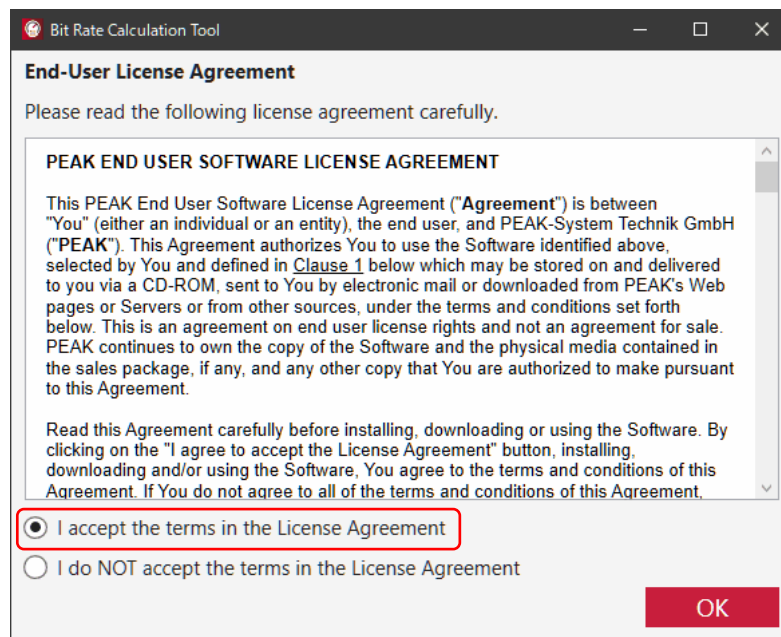 Bit Rate Calculation Tool
End-User License Agreement
Please read the following license agreement carefully.
PEAK END USER SOFTWARE LICENSE AGREEMENT
This PEAK End User Software License Agreement ("Agreement") is between
"You" (either an individual or an entity), the end user, and PEAK-System Technik GmbH
("PEAK"). This Agreement authorizes You to use the Software identified above,
selected by You and defined in Clause 1 below which may be stored on and delivered
to you via a CD-ROM, sent to You by electronic mail or downloaded from PEAK's Web
pages or Servers or from other sources, under the terms and conditions set forth
below. This is an agreement on end user license rights and not an agreement for sale.
PEAK continues to own the copy of the Software and the physical media contained in
the sales package, if any, and any other copy that You are authorized to make pursuant
to this Agreement.
Read this Agreement carefully before installing, downloading or using the Software. By
clicking on the "I agree to accept the License Agreement" button, installing,
downloading and/or using the Software, You agree to the terms and conditions of this
Agreement. If You do not agree to all of the terms and conditions of this Agreement,
I accept the terms in the License Agreement
I do NOT accept the terms in the License Agreement
OK